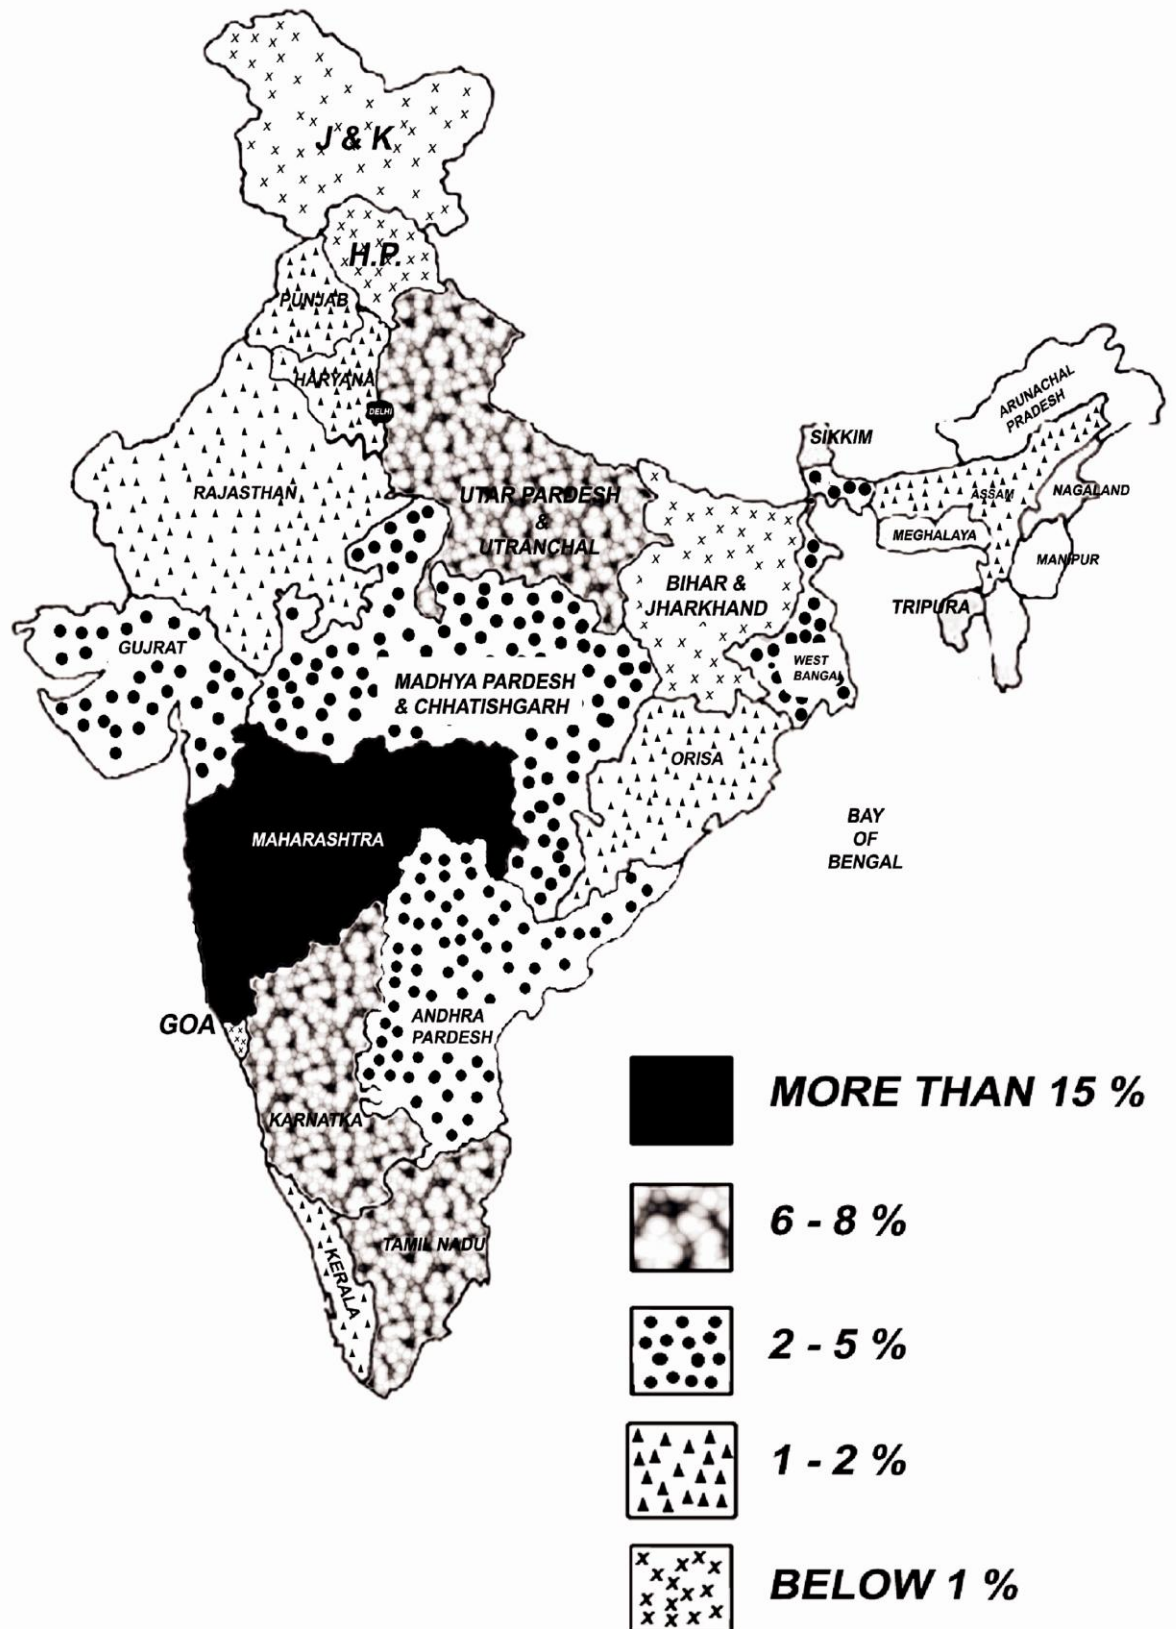 J & K
H.P.
PUNJAB
HARYANA
DELHI
RAJASTHAN
UTAR PARDESH
&
UTRANCHAL
SIKKIM
ARUNACHAL
PRADESH
ASSAM
NAGALAND
MEGHALAYA
MANIPUR
TRIPURA
BIHAR &
JHARKHAND
GUJRAT
MADHYA PARDESH
& CHHATISHGARH
WEST
BANGAL
ORISA
MAHARASHTRA
BAY
OF
BENGAL
GOA
ANDHRA
PARDESH
KARNATKA
TAMIL NADU
KERALA
MORE THAN 15 %
6 - 8 %
2 - 5 %
1 - 2 %
BELOW 1 %